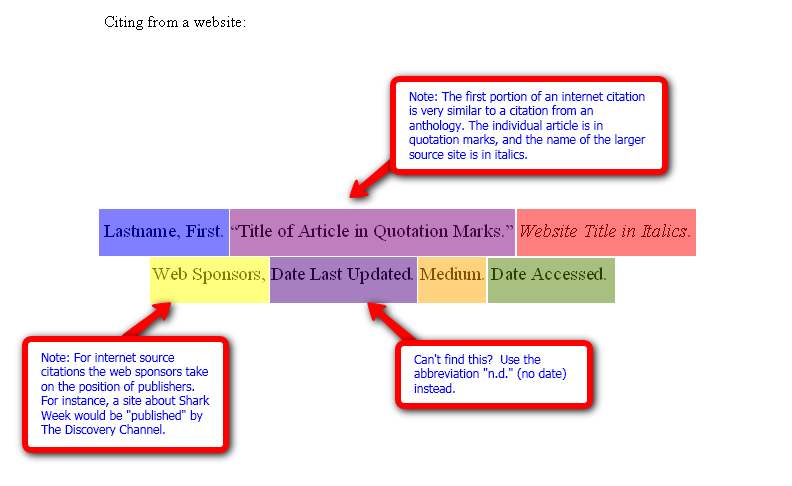 Citing from a website:
Note: The first portion of an internet citation
is very similar to a citation from an
anthology. The individual article is in
quotation marks, and the name of the larger
source site is in italics.
Lastname, First. “Title of Article in Quotation Marks.” Website Title in Italics.
Web Sponsors, Date Last Updated. Medium. Date Accessed.
Note: For internet source
citations the web sponsors take
on the position of publishers.
For instance, a site about Shark
Week would be "published" by
The Discovery Channel.
Can't find this?  Use the
abbreviation "n.d." (no date)
instead.